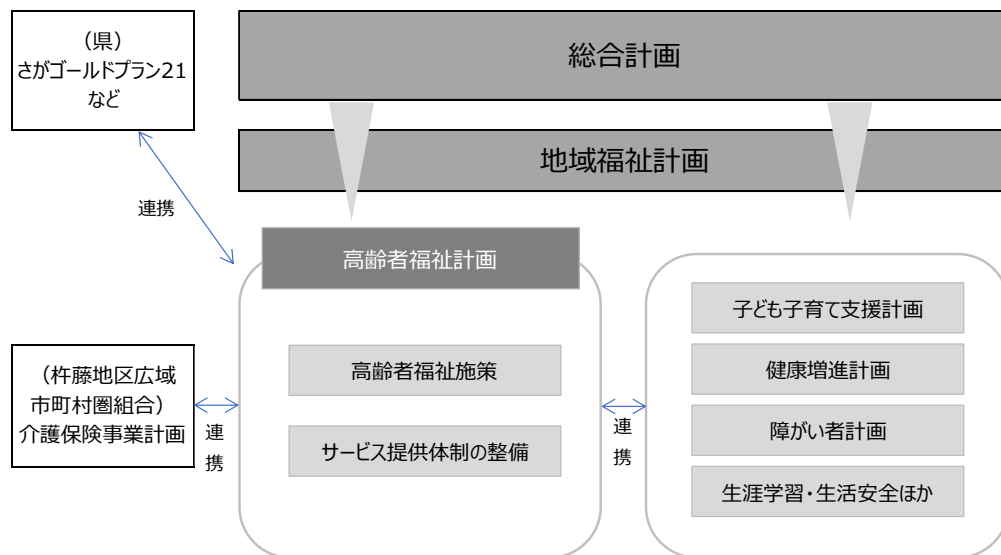 （県）
さがゴールドプラン21
など
総合計画
地域福祉計画
連携
高齢者福祉計画
子ども子育て支援計画
高齢者福祉施策
健康増進計画
（杵藤地区広域
市町村圏組合）
介護保険事業計画
連
携
連
携
サービス提供体制の整備
障がい者計画
生涯学習・生活安全ほか